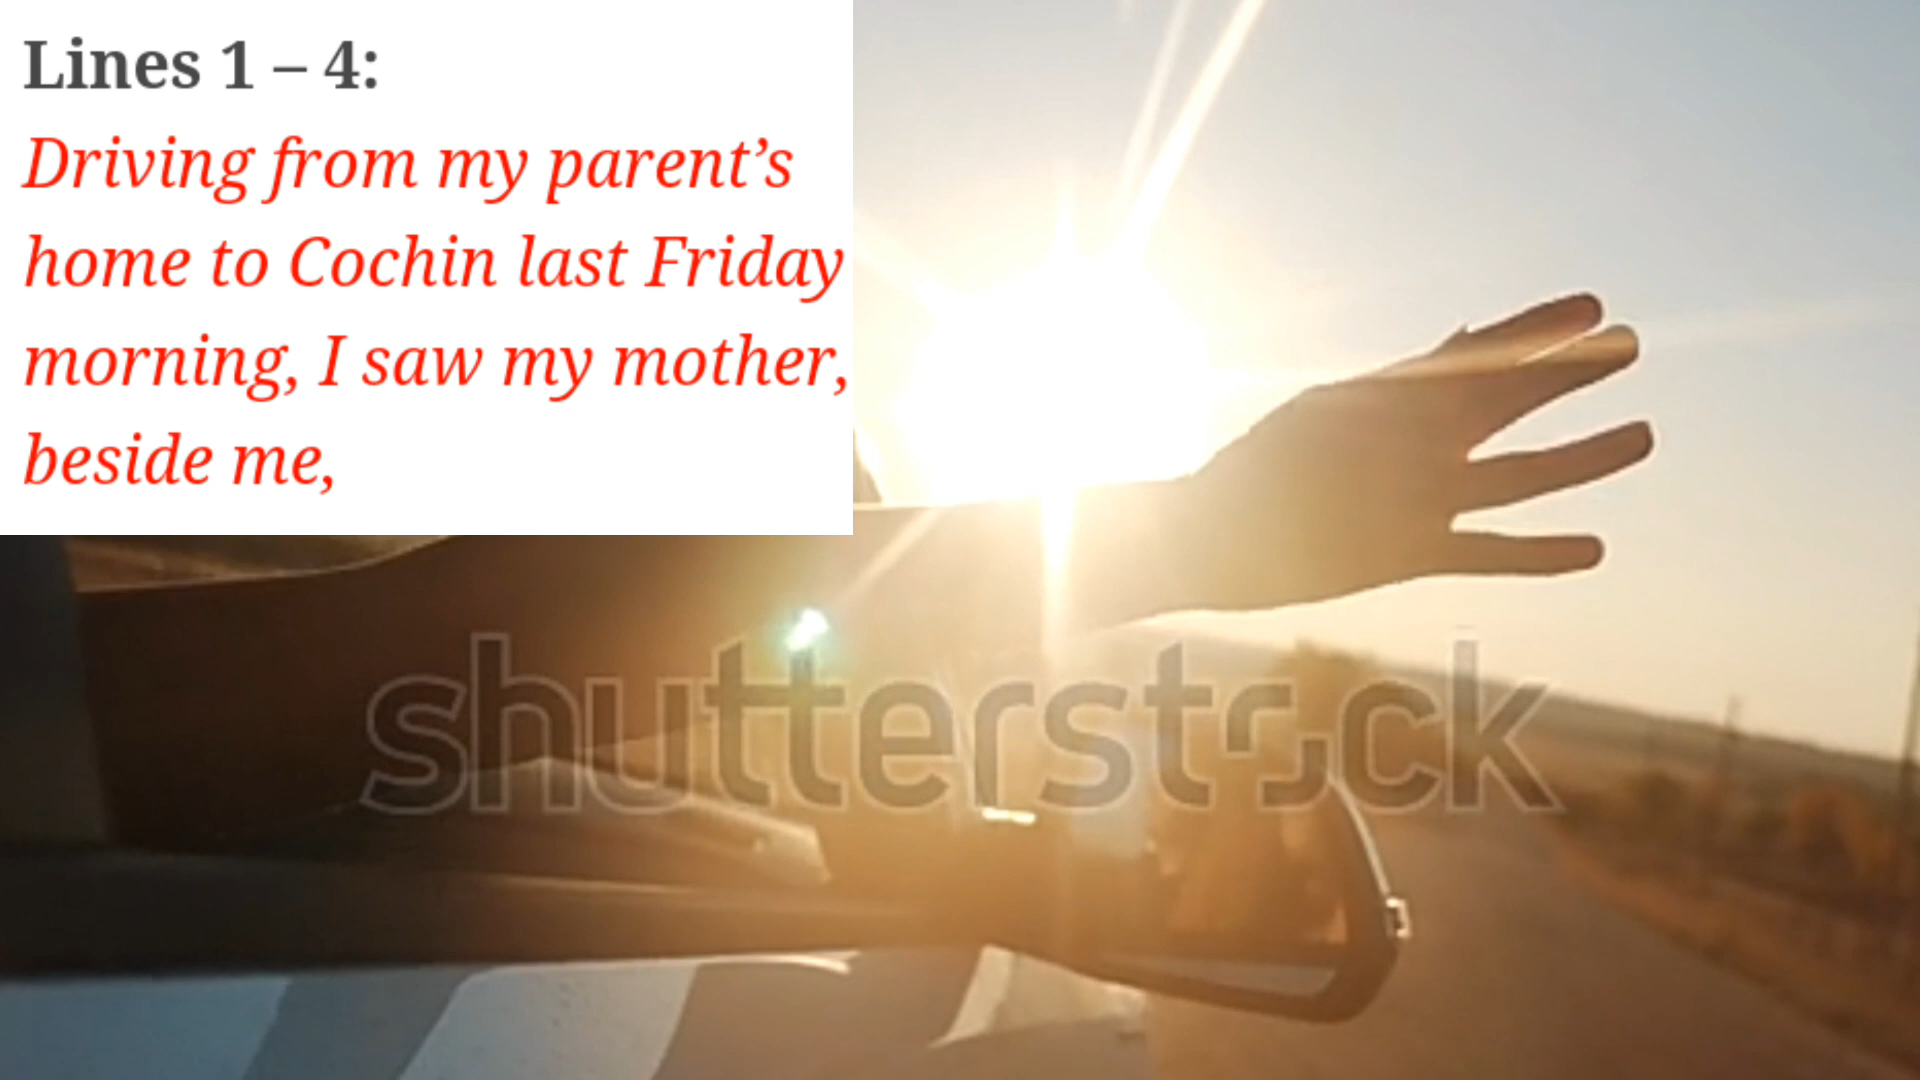 Lines 1 – 4:
Driving from my parent’s
home to Cochin last Friday
morning, I saw my mother,
beside me,
shutterstock